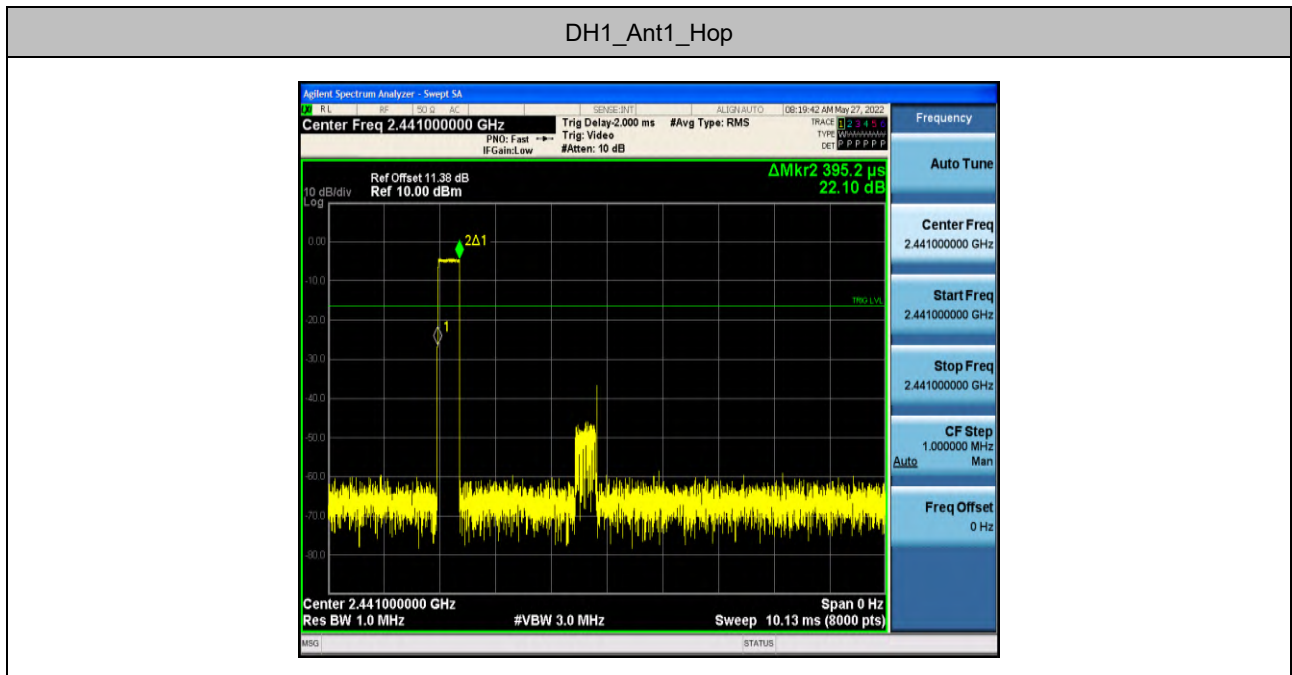 DH1_Ant1_Hop
Agilent Spectrum Analyzer - Swept SA
RL RF 50 Ω AC SENSE:INT ALIGN AUTO 08:19:42 AM May 27, 2022
Center Freq 2.441000000 GHz
PNO: Fast
IFGain:Low
Trig Delay-2.000 ms
Trig: Video
#Atten: 10 dB
#Avg Type: RMS
TRACE 1 2 3 4 5 6
TYPE
DET P P P P P P
Frequency
Ref Offset 11.38 dB
10 dB/div Ref 10.00 dBm
Log
ΔMkr2 395.2 µs
22.10 dB
0.00
-10.0
-20.0
-30.0
-40.0
-50.0
-60.0
-70.0
-80.0
2Δ1
1
TRIG LVL
Center 2.441000000 GHz Span 0 Hz
Res BW 1.0 MHz #VBW 3.0 MHz Sweep 10.13 ms (8000 pts)
Auto Tune
Center Freq
2.441000000 GHz
Start Freq
2.441000000 GHz
Stop Freq
2.441000000 GHz
CF Step
1.000000 MHz
Auto Man
Freq Offset
0 Hz
MSG STATUS